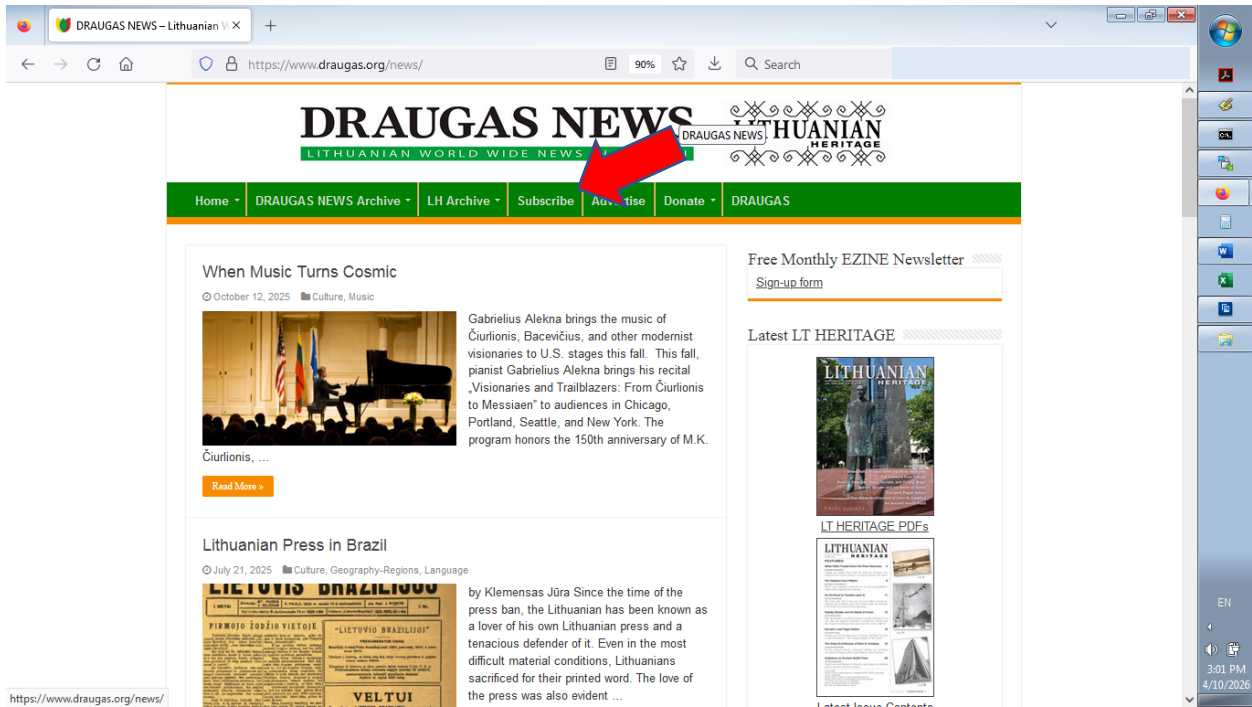 DRAUGAS NEWS – Lithuanian W
https://www.draugas.org/news/
90%
Search
DRAUGAS NEWS
LITHUANIAN HERITAGE
LITHUANIAN WORLD WIDE NEWS
DRAUGAS NEWS
Home
DRAUGAS NEWS Archive
LH Archive
Subscribe
Advertise
Donate
DRAUGAS
When Music Turns Cosmic
October 12, 2025 Culture, Music
Gabrielius Alekna brings the music of
Čiurlionis, Bacevičius, and other modernist
visionaries to U.S. stages this fall. This fall,
pianist Gabrielius Alekna brings his recital
„Visionaries and Trailblazers: From Čiurlionis
to Messiaen" to audiences in Chicago,
Portland, Seattle, and New York. The
program honors the 150th anniversary of M.K.
Čiurlionis, …
Read More »
Lithuanian Press in Brazil
July 21, 2025 Culture, Geography-Regions, Language
LIETUVIS BRAZILIJOJ
PIRMOJO ŽODŽIO VIETOJE
"LIETUVIO BRAZILIJOJ"
VELTUI
by Klemensas Jūra Since the time of the
press ban, the Lithuanian has been known as
a lover of his own Lithuanian press and a
tenacious defender of it. Even in the most
difficult material conditions, Lithuanians
sacrificed for their printed word. The love of
the press was also evident …
Free Monthly EZINE Newsletter
Sign-up form
Latest LT HERITAGE
LITHUANIAN
HERITAGE
LT HERITAGE PDFs
LITHUANIAN
HERITAGE
FEATURES
Latest Issue Contents
https://www.draugas.org/news/
EN
3:01 PM
4/10/2026